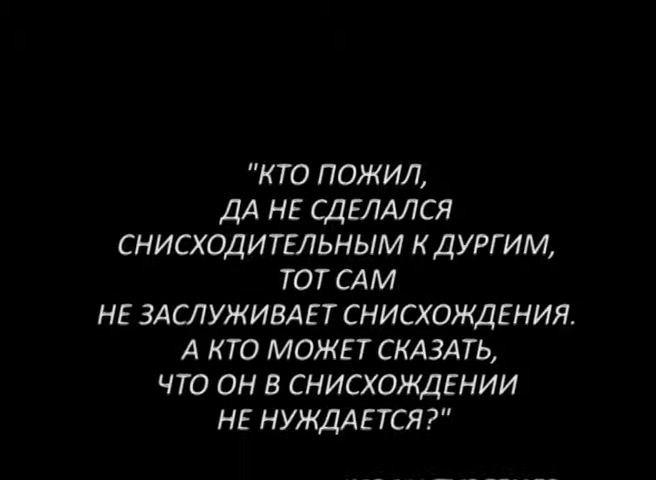 "КТО ПОЖИЛ,
ДА НЕ СДЕЛАЛСЯ
СНИСХОДИТЕЛЬНЫМ К ДУРГИМ,
ТОТ САМ
НЕ ЗАСЛУЖИВАЕТ СНИСХОЖДЕНИЯ.
А КТО МОЖЕТ СКАЗАТЬ,
ЧТО ОН В СНИСХОЖДЕНИИ
НЕ НУЖДАЕТСЯ?"